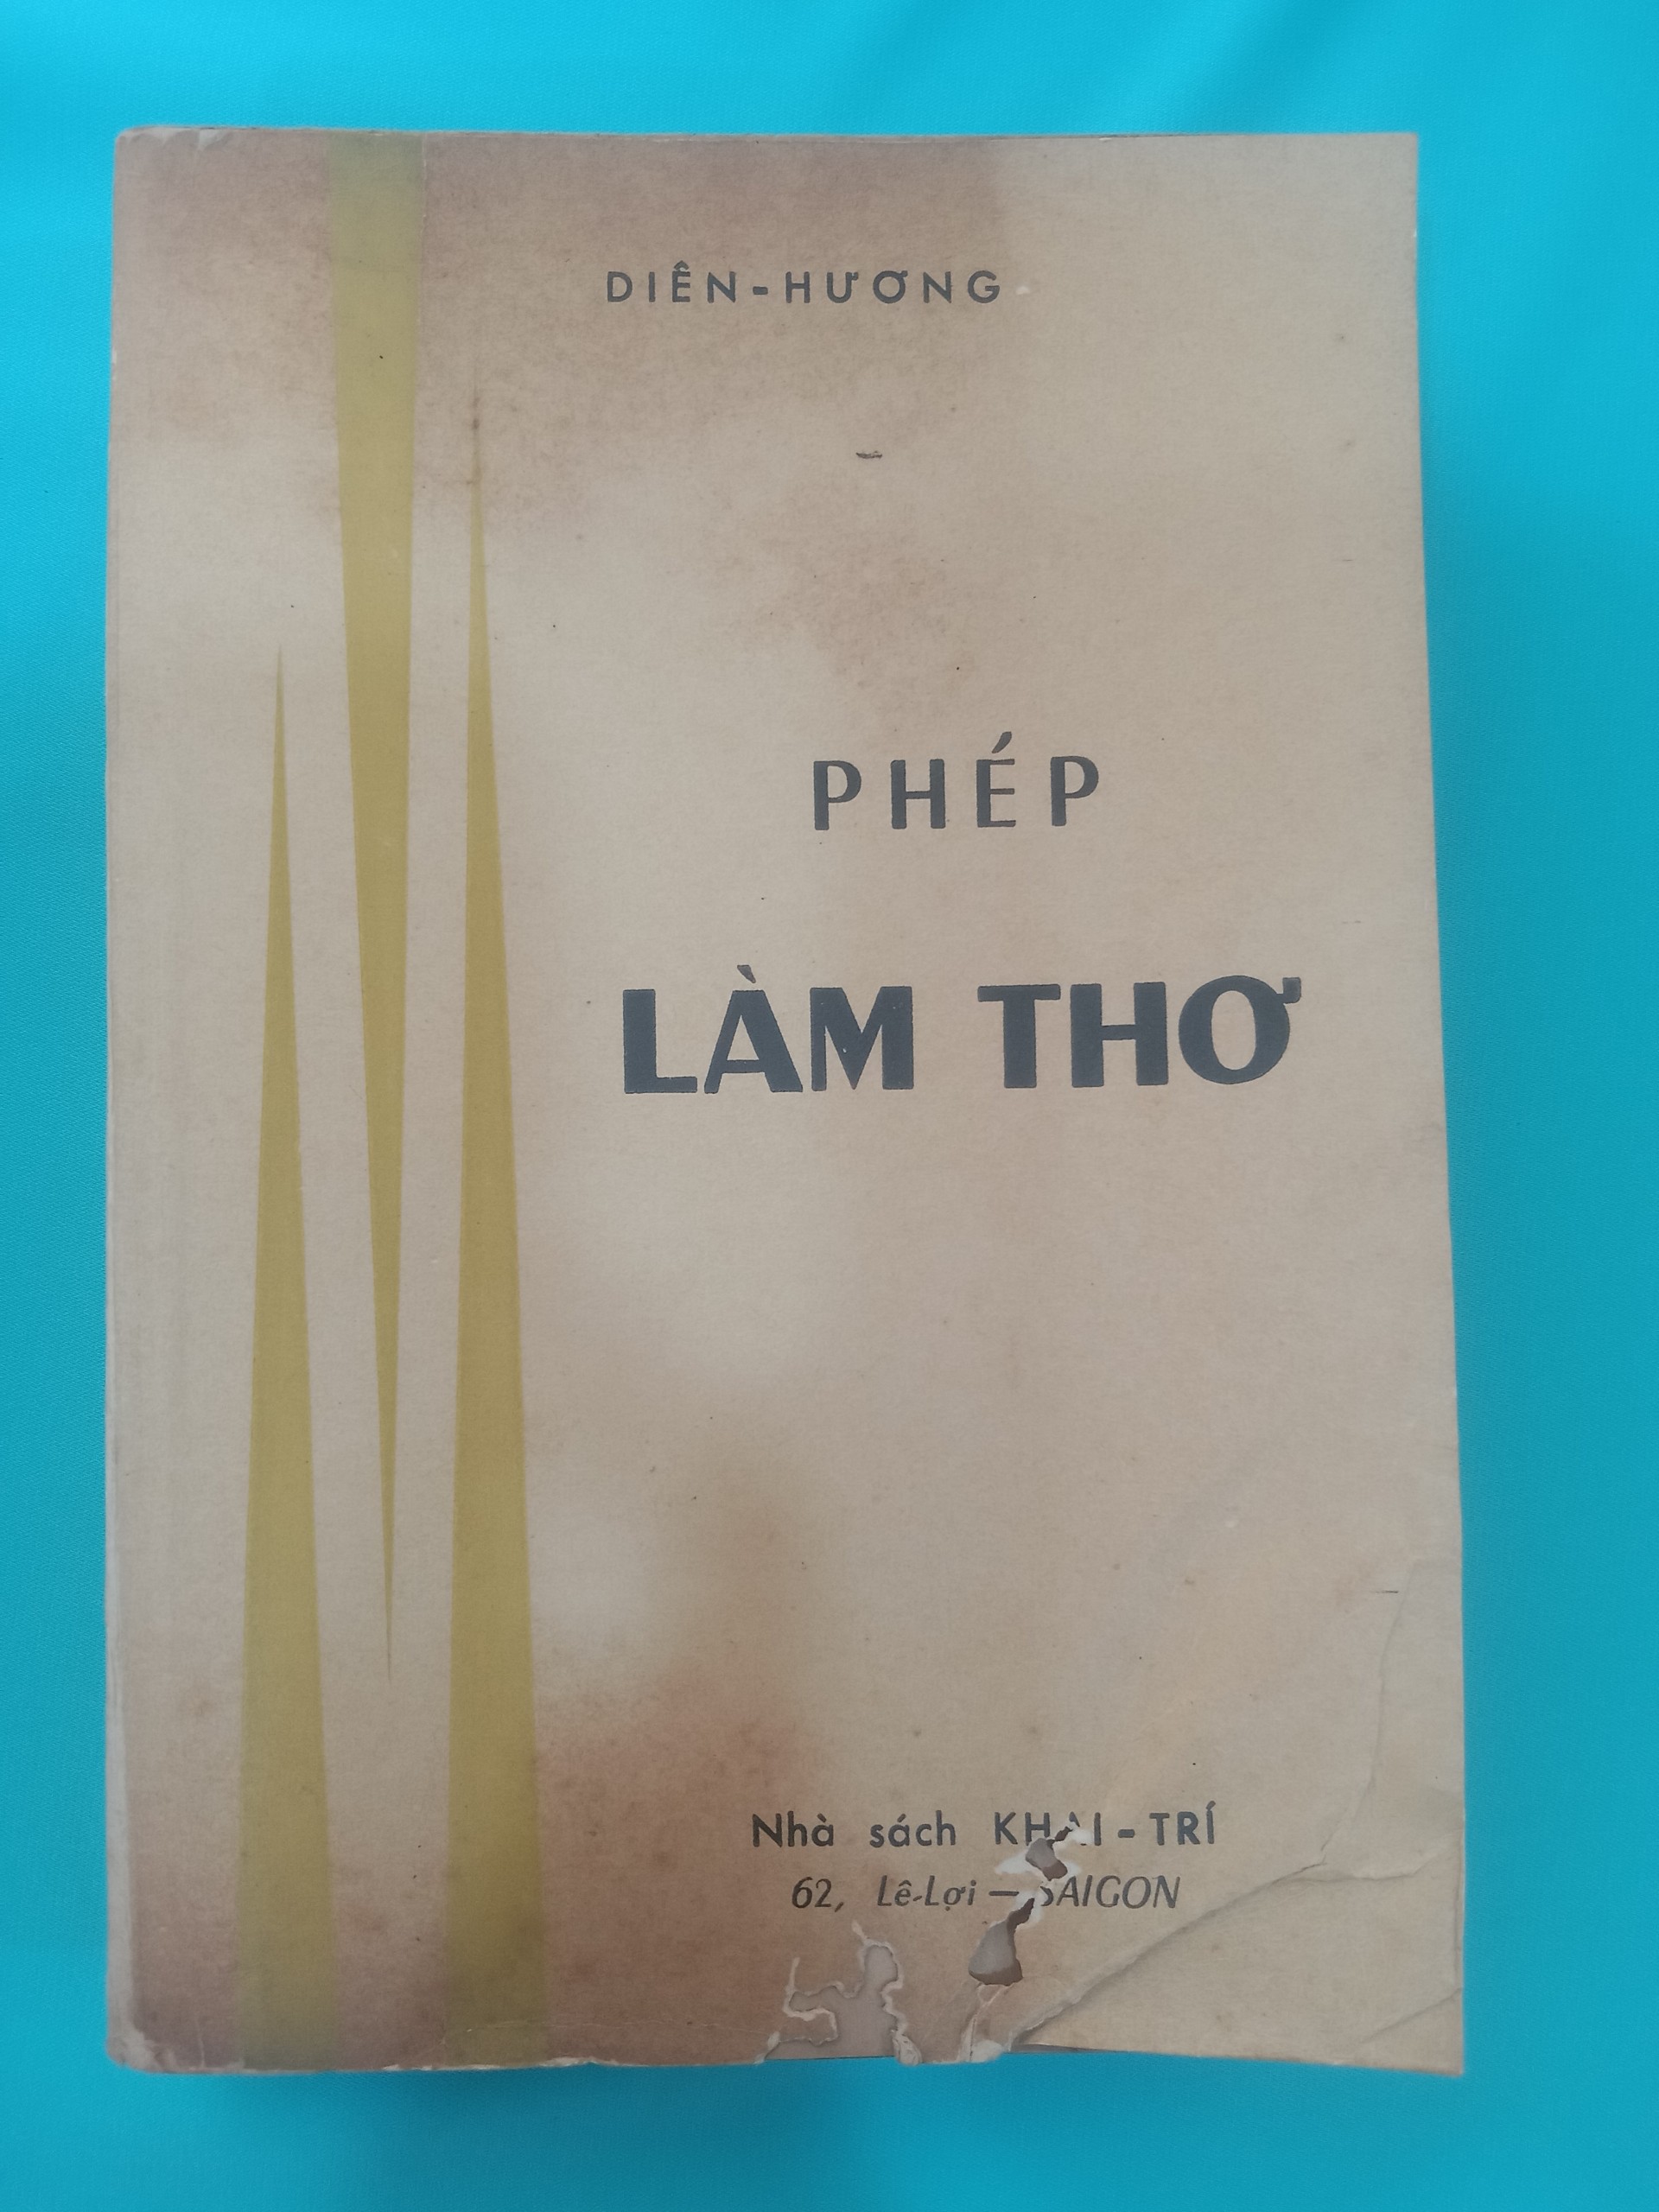 DIÊN-HƯƠNG
PHÉP
LÀM THƠ
Nhà sách KHAI-TRÍ
62, Lê-Lợi — SAIGON